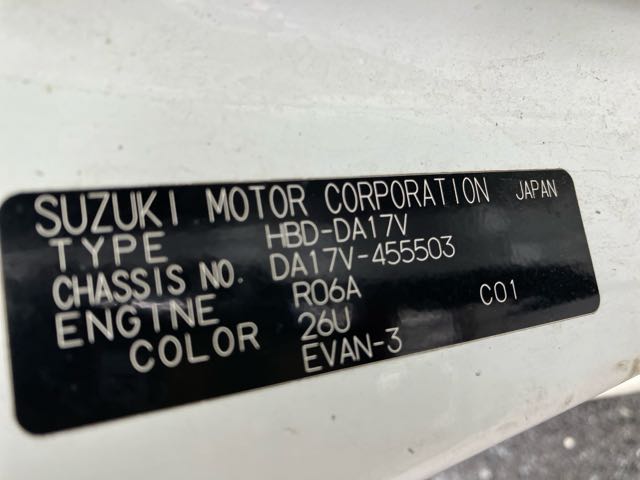 SUZUKI MOTOR CORPORATION JAPAN
TYPE HBD-DA17V
CHASSIS NO. DA17V-455503
ENGINE R06A C01
COLOR 26U
EVAN-3